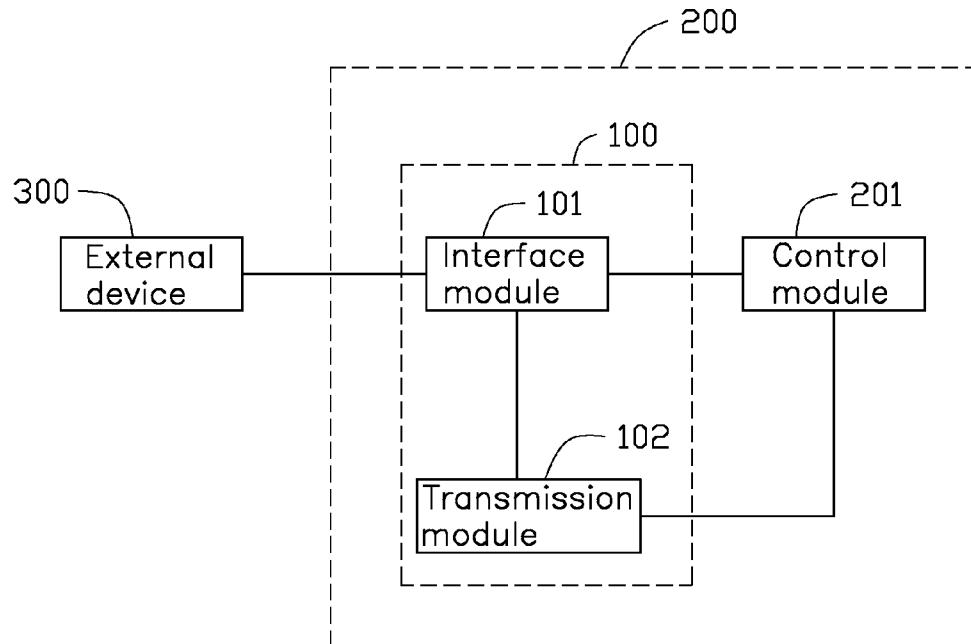 200
100
300
101
201
External
device
Interface
module
Control
module
102
Transmission
module